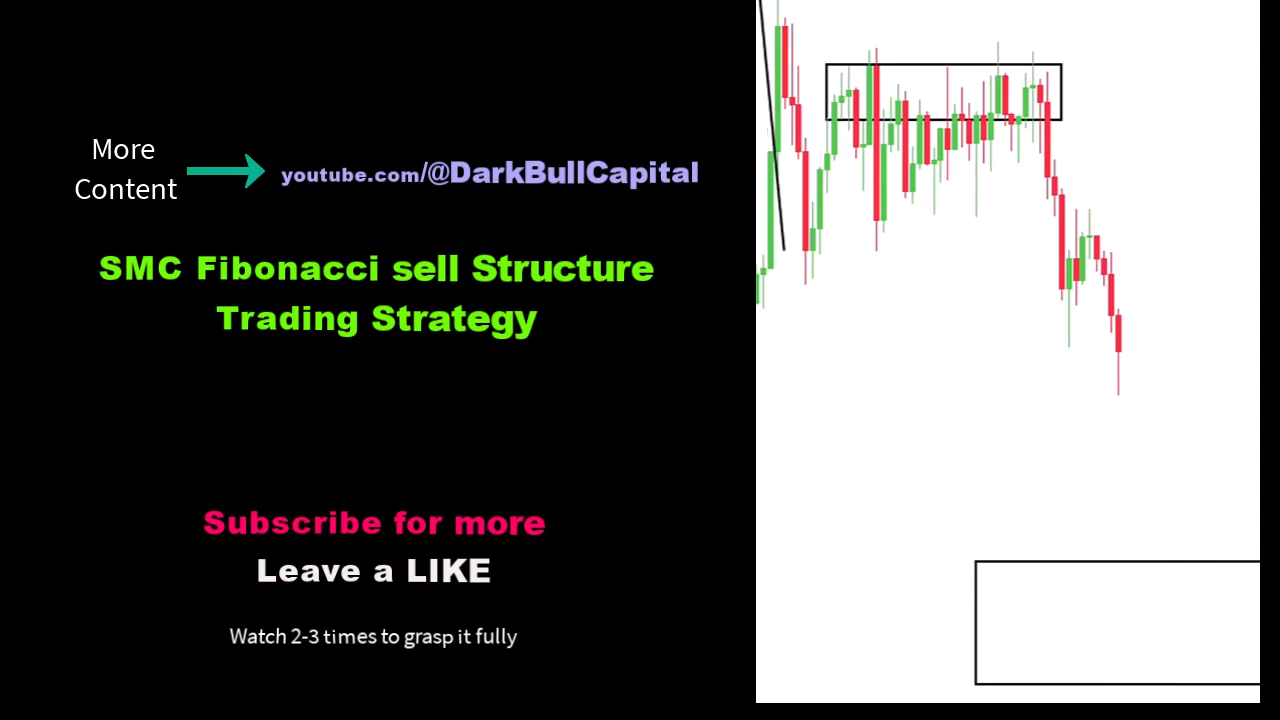 More
Content
youtube.com/@DarkBullCapital
SMC Fibonacci sell Structure
Trading Strategy
Subscribe for more
Leave a LIKE
Watch 2-3 times to grasp it fully